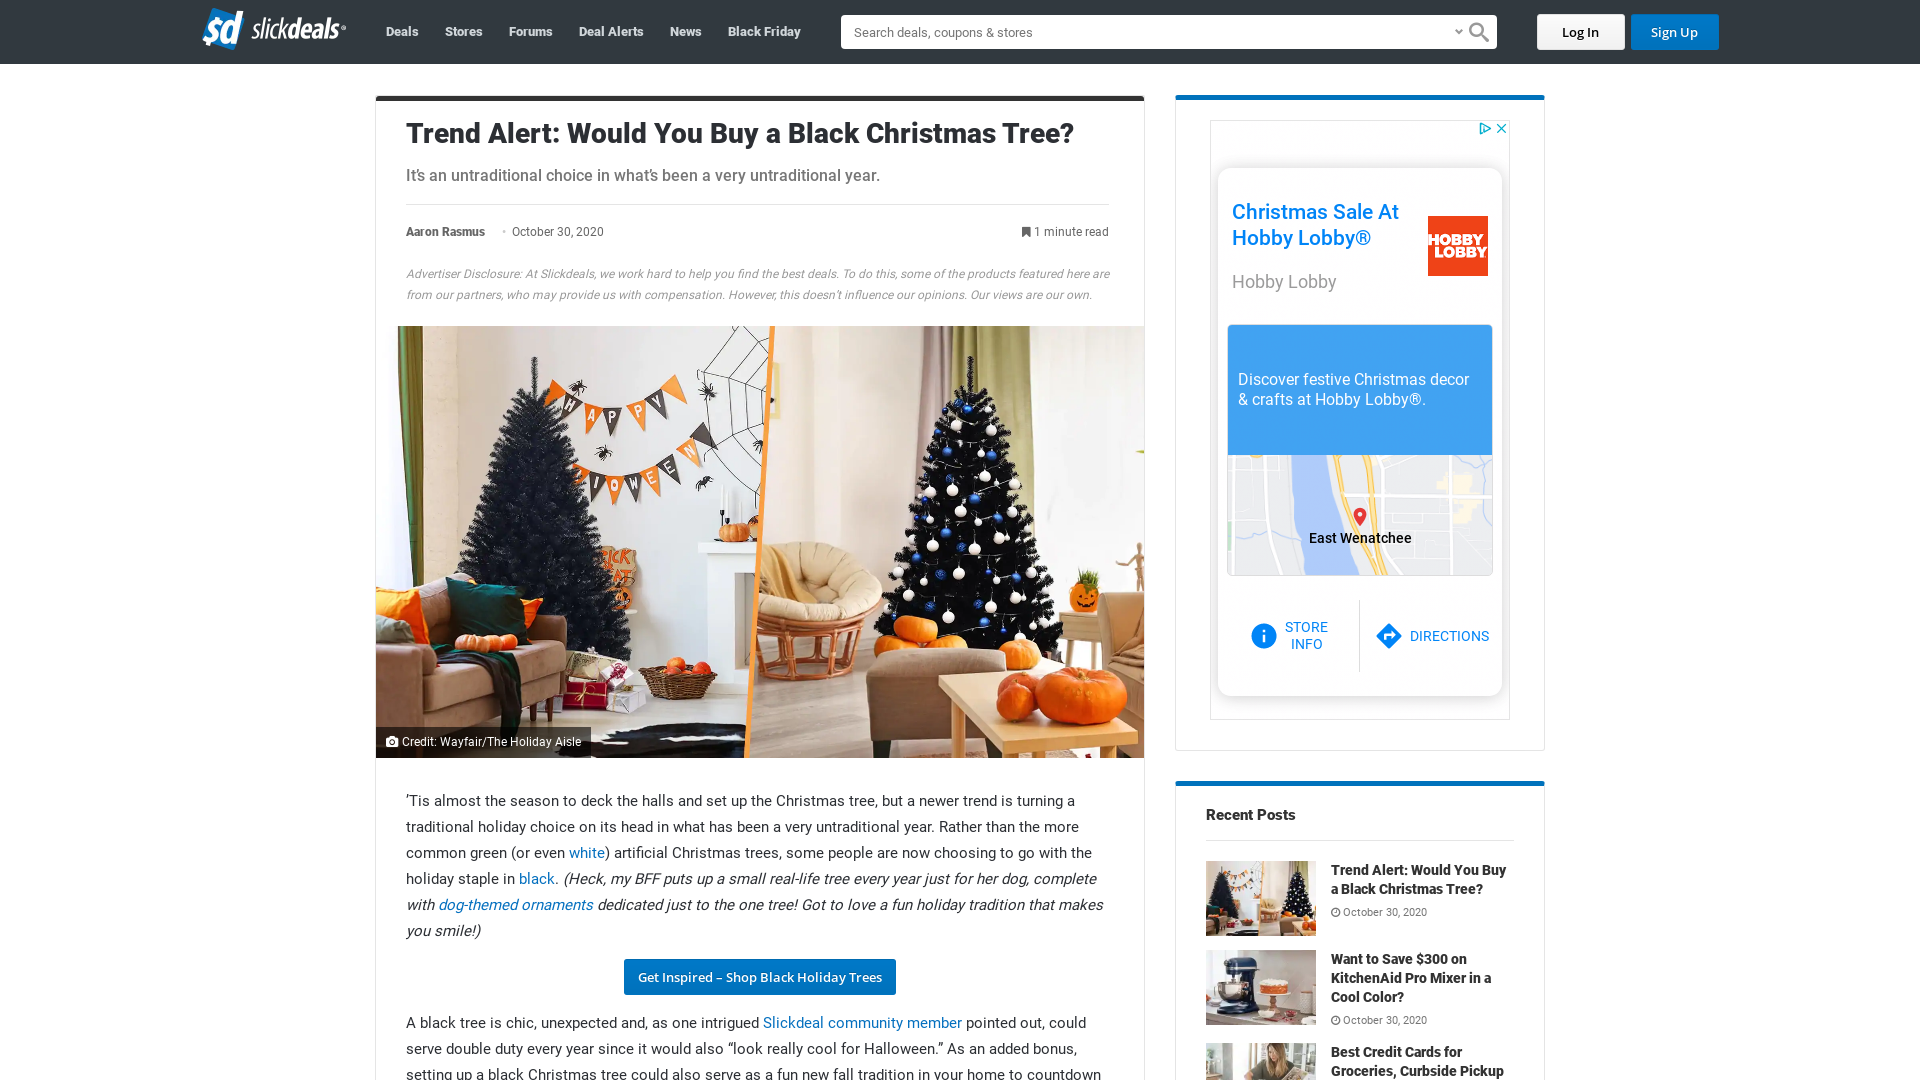 sd slickdeals
Deals
Stores
Forums
Deal Alerts
News
Black Friday
Search deals, coupons & stores
Log In
Sign Up
Trend Alert: Would You Buy a Black Christmas Tree?
It's an untraditional choice in what's been a very untraditional year.
Aaron Rasmus
October 30, 2020
1 minute read
Advertiser Disclosure: At Slickdeals, we work hard to help you find the best deals. To do this, some of the products featured here are
from our partners, who may provide us with compensation. However, this doesn't influence our opinions. Our views are our own.
HAPPY
TRICK
Credit: Wayfair/The Holiday Aisle
'Tis almost the season to deck the halls and set up the Christmas tree, but a newer trend is turning a
traditional holiday choice on its head in what has been a very untraditional year. Rather than the more
common green (or even white) artificial Christmas trees, some people are now choosing to go with the
holiday staple in black. (Heck, my BFF puts up a small real-life tree every year just for her dog, complete
with dog-themed ornaments dedicated just to the one tree! Got to love a fun holiday tradition that makes
you smile!)
Get Inspired – Shop Black Holiday Trees
A black tree is chic, unexpected and, as one intrigued Slickdeal community member pointed out, could
serve double duty every year since it would also “look really cool for Halloween.” As an added bonus,
setting up a black Christmas tree could also serve as a fun new fall tradition in your home to countdown
Christmas Sale At
Hobby Lobby®
Hobby Lobby
HOBBY
LOBBY
Discover festive Christmas decor
& crafts at Hobby Lobby®.
East Wenatchee
STORE
INFO
DIRECTIONS
Recent Posts
Trend Alert: Would You Buy
a Black Christmas Tree?
October 30, 2020
Want to Save $300 on
KitchenAid Pro Mixer in a
Cool Color?
October 30, 2020
Best Credit Cards for
Groceries, Curbside Pickup